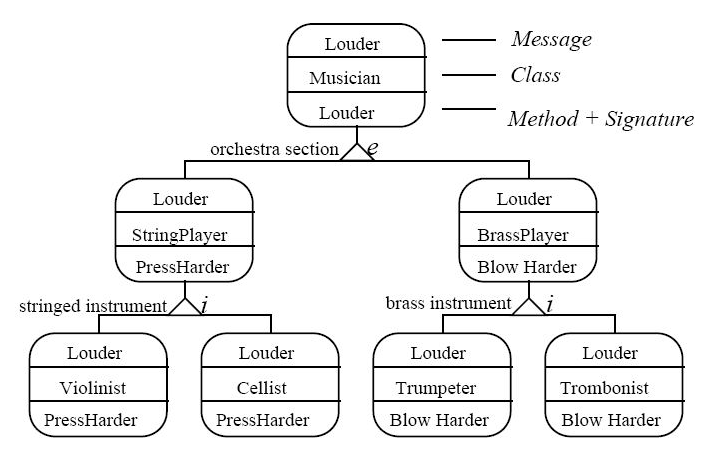 Louder
Message
Musician
Class
Louder
Method + Signature
orchestra section
e
Louder
Louder
StringPlayer
BrassPlayer
PressHarder
Blow Harder
stringed instrument
i
brass instrument
i
Louder
Louder
Louder
Louder
Violinist
Cellist
Trumpeter
Trombonist
PressHarder
PressHarder
Blow Harder
Blow Harder